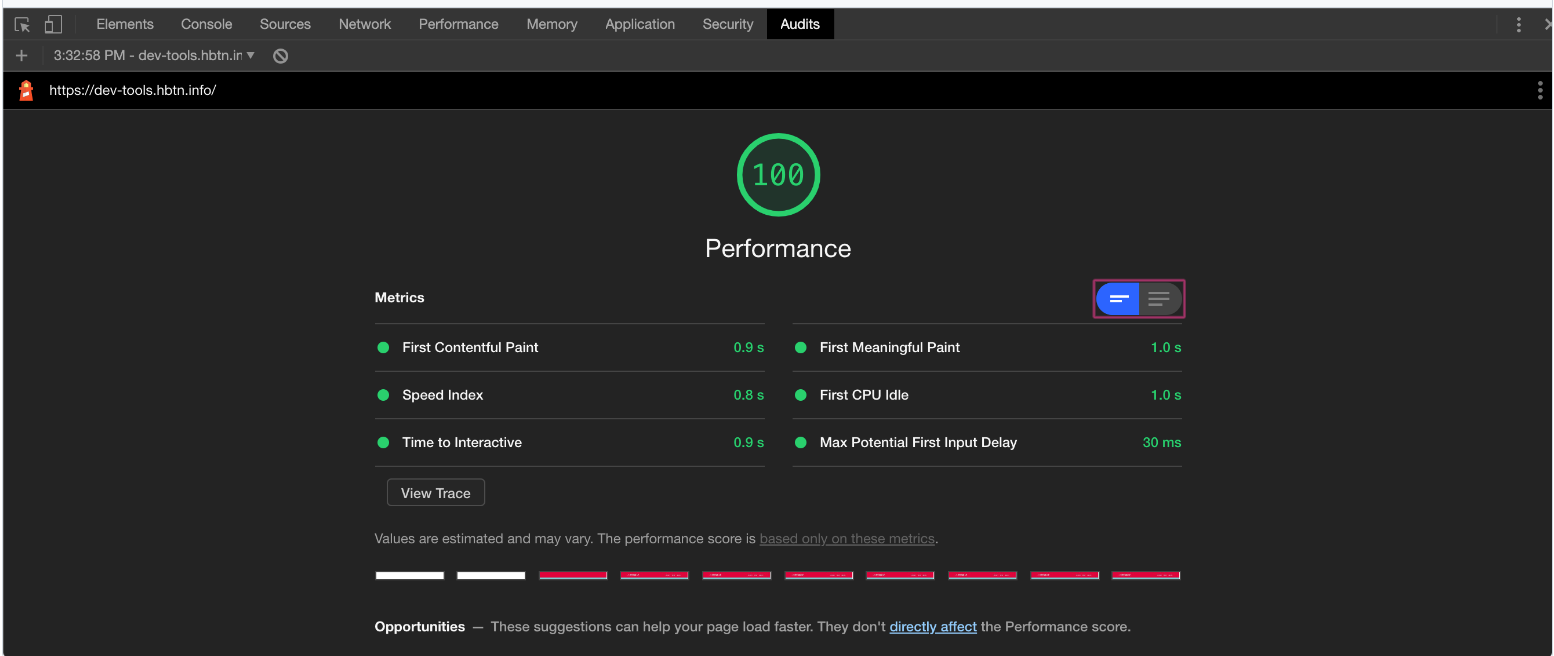 Elements Console Sources Network Performance Memory Application Security Audits
3:32:58 PM - dev-tools.hbtn.in
https://dev-tools.hbtn.info/
100
Performance
Metrics
First Contentful Paint 0.9 s
First Meaningful Paint 1.0 s
Speed Index 0.8 s
First CPU Idle 1.0 s
Time to Interactive 0.9 s
Max Potential First Input Delay 30 ms
View Trace
Values are estimated and may vary. The performance score is based only on these metrics.
Opportunities — These suggestions can help your page load faster. They don't directly affect the Performance score.